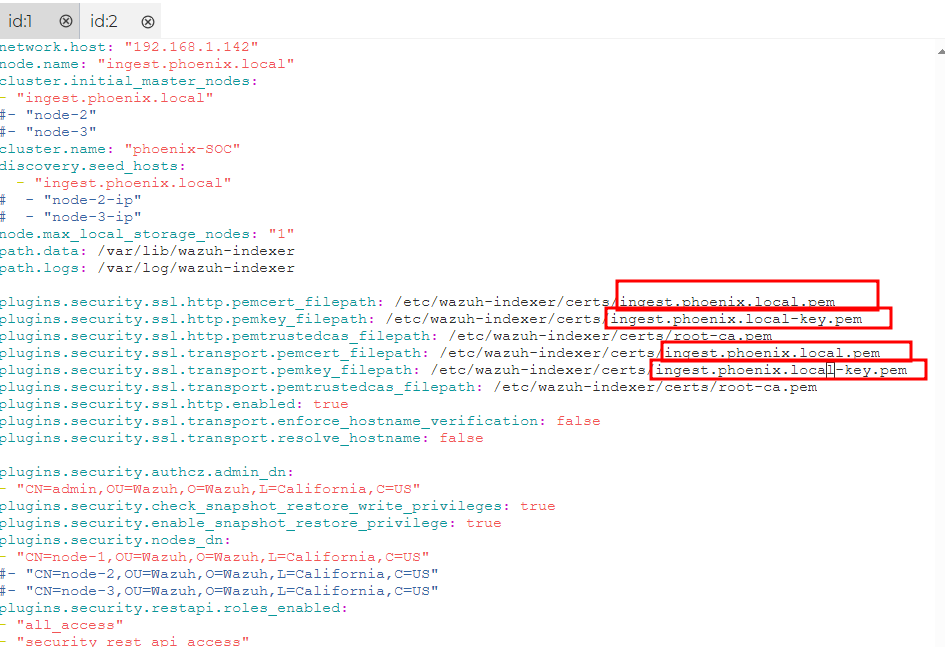 id:1 ⊗ id:2 ⊗
network.host: "192.168.1.142"
node.name: "ingest.phoenix.local"
cluster.initial_master_nodes:
- "ingest.phoenix.local"
#- "node-2"
#- "node-3"
cluster.name: "phoenix-SOC"
discovery.seed_hosts:
  - "ingest.phoenix.local"
#  - "node-2-ip"
#  - "node-3-ip"
node.max_local_storage_nodes: "1"
path.data: /var/lib/wazuh-indexer
path.logs: /var/log/wazuh-indexer
plugins.security.ssl.http.pemcert_filepath: /etc/wazuh-indexer/certs/ingest.phoenix.local.pem
plugins.security.ssl.http.pemkey_filepath: /etc/wazuh-indexer/certs/ingest.phoenix.local-key.pem
plugins.security.ssl.http.pemtrustedcas_filepath: /etc/wazuh-indexer/certs/root-ca.pem
plugins.security.ssl.transport.pemcert_filepath: /etc/wazuh-indexer/certs/ingest.phoenix.local.pem
plugins.security.ssl.transport.pemkey_filepath: /etc/wazuh-indexer/certs/ingest.phoenix.local-key.pem
plugins.security.ssl.transport.pemtrustedcas_filepath: /etc/wazuh-indexer/certs/root-ca.pem
plugins.security.ssl.http.enabled: true
plugins.security.ssl.transport.enforce_hostname_verification: false
plugins.security.ssl.transport.resolve_hostname: false
plugins.security.authcz.admin_dn:
- "CN=admin,OU=Wazuh,O=Wazuh,L=California,C=US"
plugins.security.check_snapshot_restore_write_privileges: true
plugins.security.enable_snapshot_restore_privilege: true
plugins.security.nodes_dn:
- "CN=node-1,OU=Wazuh,O=Wazuh,L=California,C=US"
#- "CN=node-2,OU=Wazuh,O=Wazuh,L=California,C=US"
#- "CN=node-3,OU=Wazuh,O=Wazuh,L=California,C=US"
plugins.security.restapi.roles_enabled:
- "all_access"
- "security_rest_api_access"